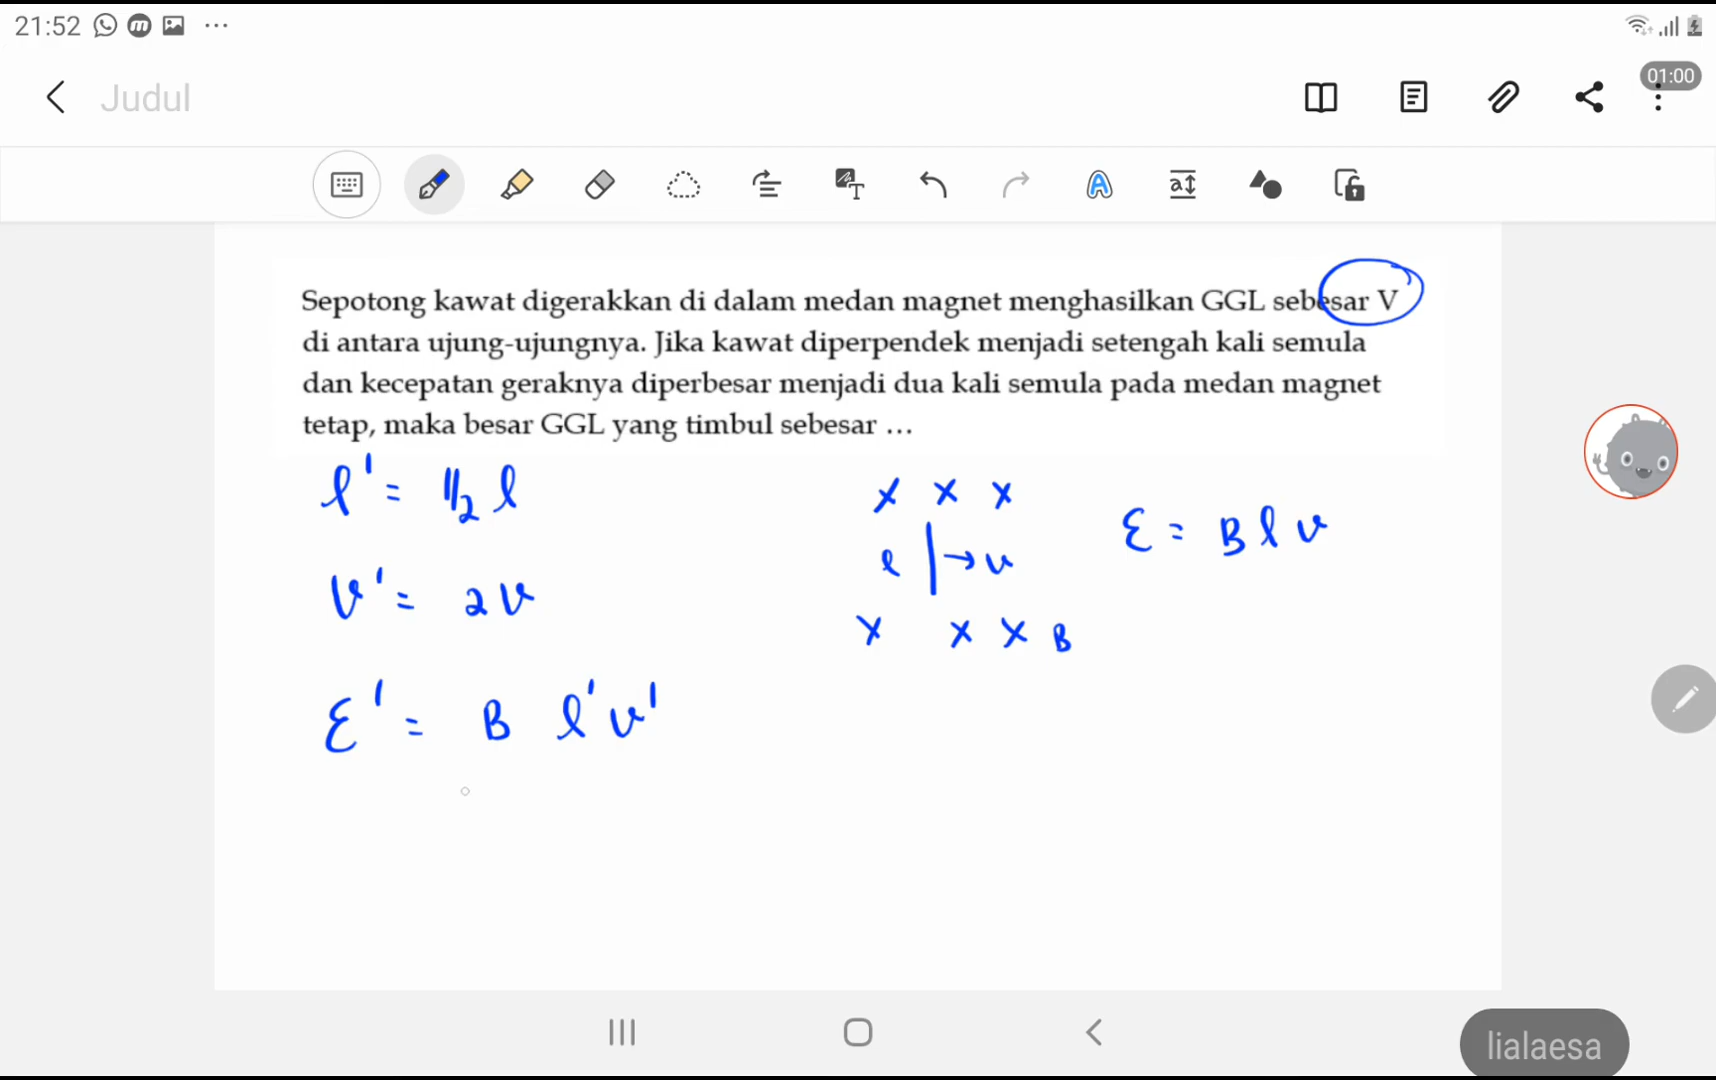 21:52
01:00
Judul
Sepotong kawat digerakkan di dalam medan magnet menghasilkan GGL sebesar V
di antara ujung-ujungnya. Jika kawat diperpendek menjadi setengah kali semula
dan kecepatan geraknya diperbesar menjadi dua kali semula pada medan magnet
tetap, maka besar GGL yang timbul sebesar ...
l' = 1/2 l
x x x
ε = B l v
l | → v
v' = 2v
x x x B
ε' = B l' v'
lialaesa